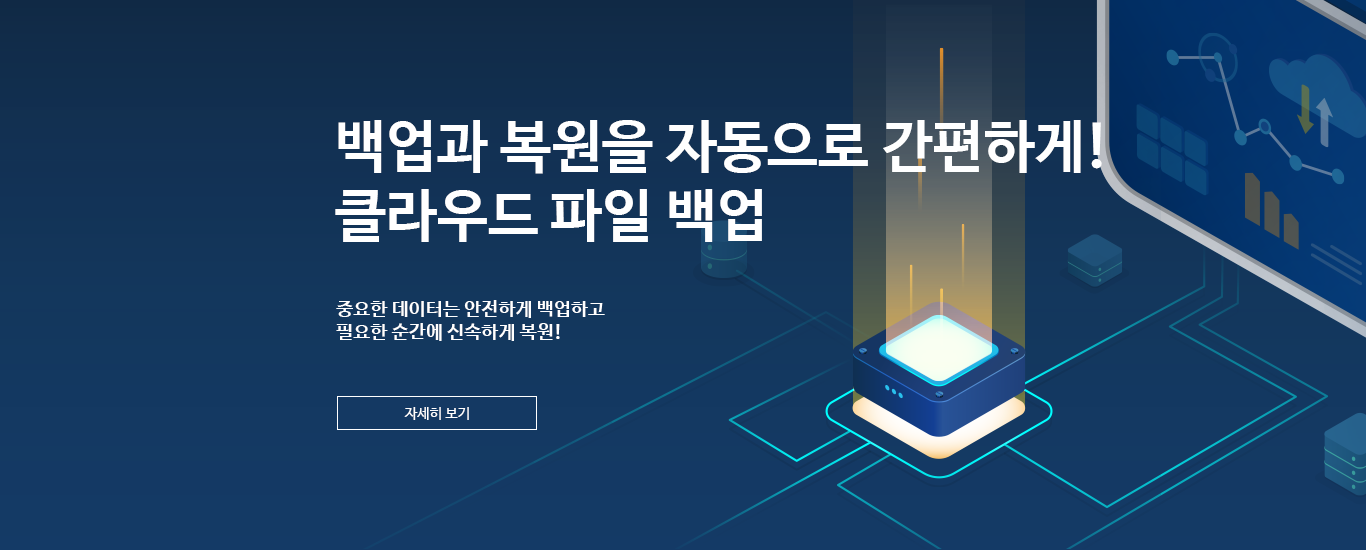 백업과 복원을 자동으로 간편하게!
클라우드 파일 백업
중요한 데이터는 안전하게 백업하고
필요한 순간에 신속하게 복원!
자세히 보기